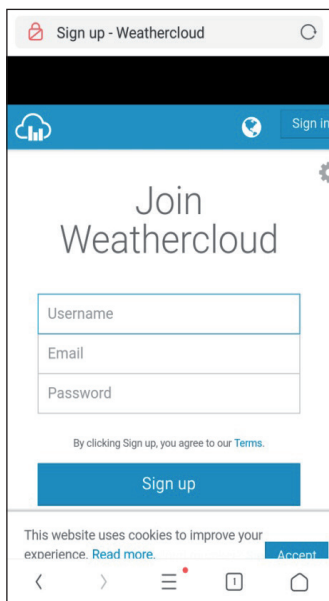 Sign up - Weathercloud
Sign in
Join
Weathercloud
Username
Email
Password
By clicking Sign up, you agree to our Terms.
Sign up
This website uses cookies to improve your
experience. Read more.
Accept
1